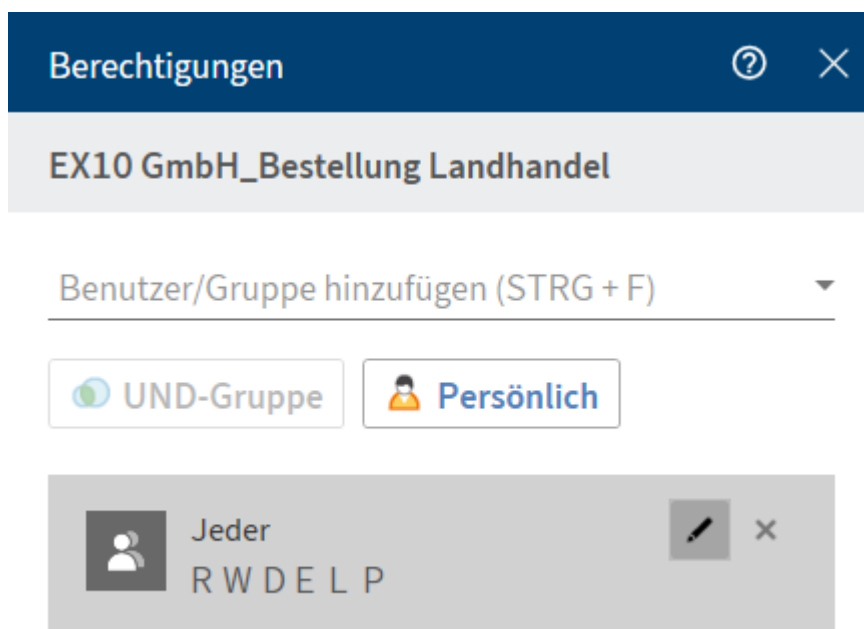 Berechtigungen
EX10 GmbH_Bestellung Landhandel
Benutzer/Gruppe hinzufügen (STRG + F)
UND-Gruppe Persönlich
Jeder
R W D E L P